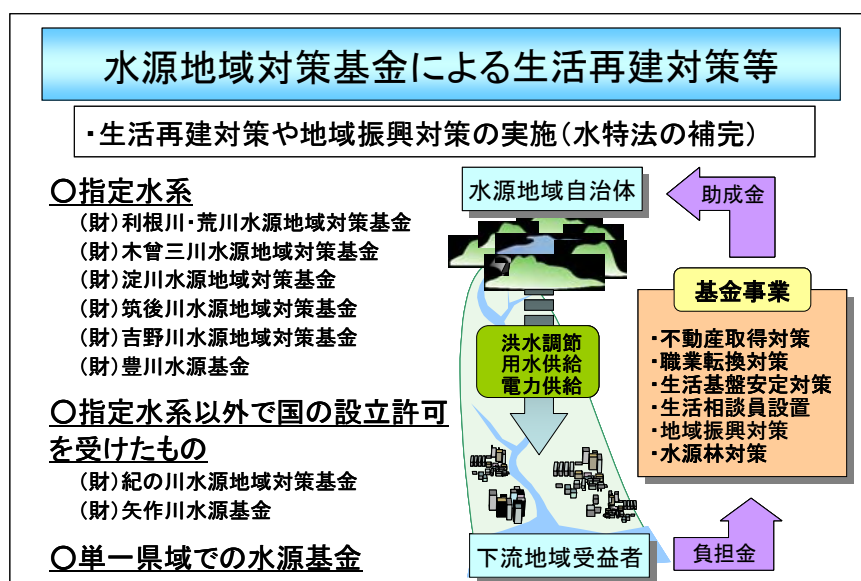 水源地域対策基金による生活再建対策等
・生活再建対策や地域振興対策の実施(水特法の補完)
〇指定水系
(財)利根川・荒川水源地域対策基金
(財)木曾三川水源地域対策基金
(財)淀川水源地域対策基金
(財)筑後川水源地域対策基金
(財)吉野川水源地域対策基金
(財)豊川水源基金
〇指定水系以外で国の設立許可
を受けたもの
(財)紀の川水源地域対策基金
(財)矢作川水源基金
〇単一県域での水源基金
水源地域自治体
助成金
洪水調節
用水供給
電力供給
基金事業
・不動産取得対策
・職業転換対策
・生活基盤安定対策
・生活相談員設置
・地域振興対策
・水源林対策
下流地域受益者
負担金